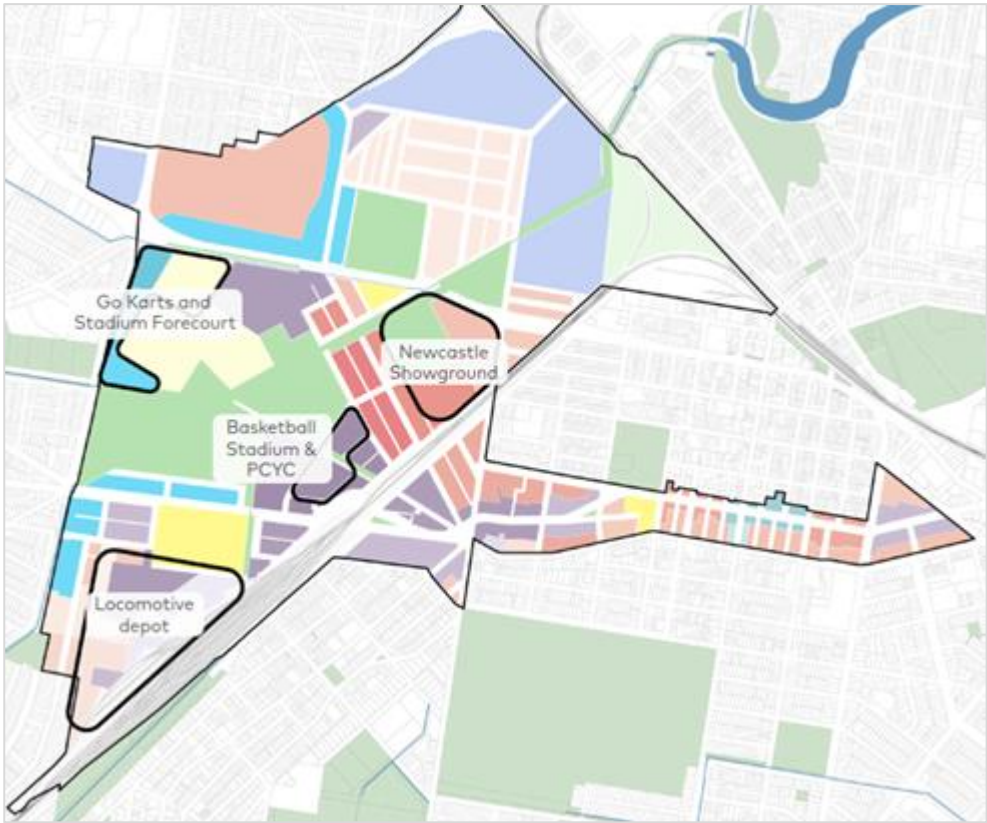 Go Karts and
Stadium Forecourt
Newcastle
Showground
Basketball
Stadium &
PCYC
Locomotive
depot